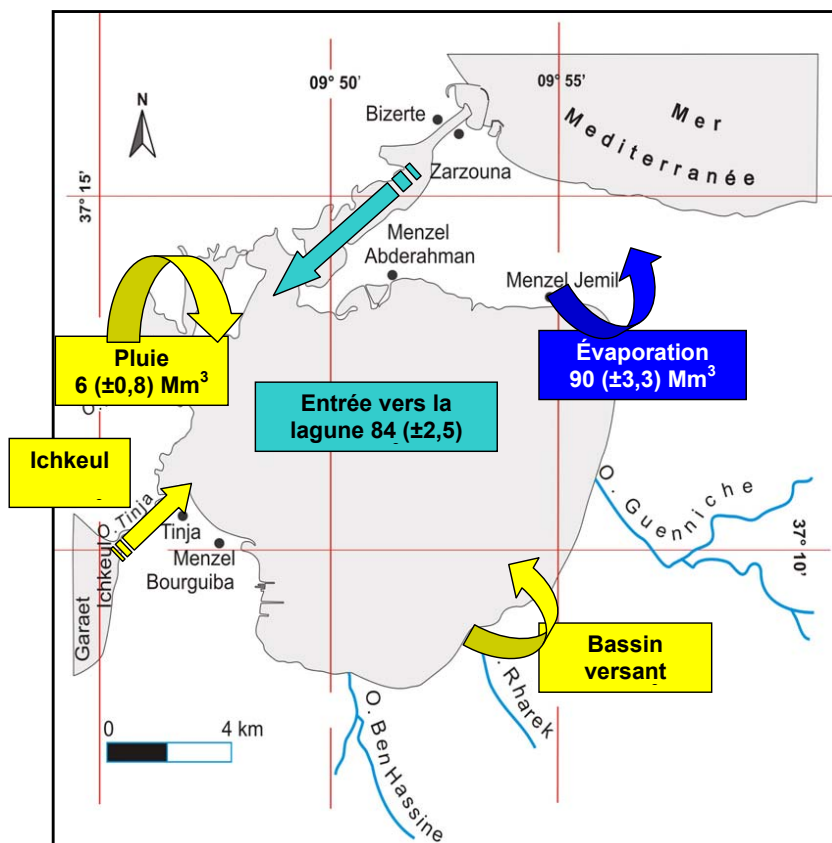 09° 50'
09° 55'
N
Bizerte
Mer
Mediterranée
Zarzouna
37° 15'
Menzel
Abderahman
Menzel Jemil
Pluie
6 (±0,8) Mm³
Évaporation
90 (±3,3) Mm³
Entrée vers la
lagune 84 (±2,5)
Ichkeul
O. Tinja
Tinja
Menzel
Bourguiba
Garaet
Ichkeul
O. Guenniche
37° 10'
Bassin
versant
Rharek
O. Ben Hassine
0 4 km